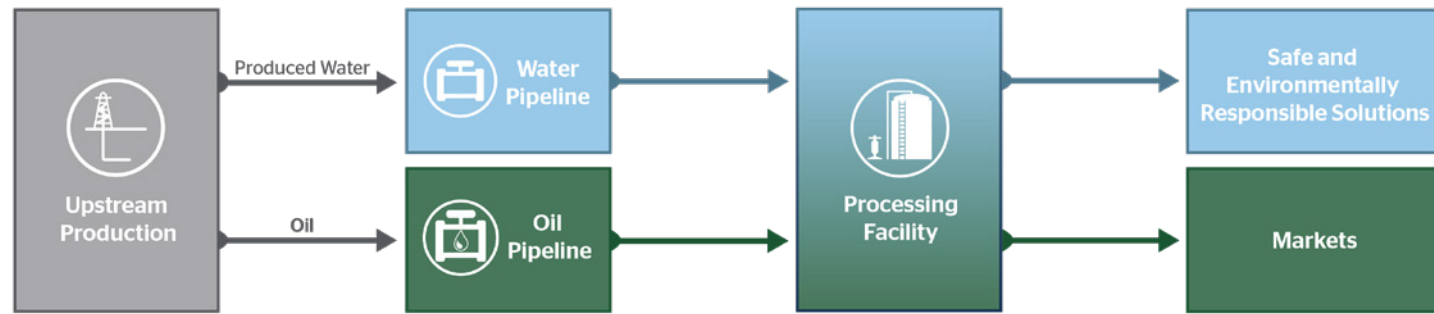 Upstream
Production
Produced Water
Oil
Water
Pipeline
Oil
Pipeline
Processing
Facility
Safe and
Environmentally
Responsible Solutions
Markets